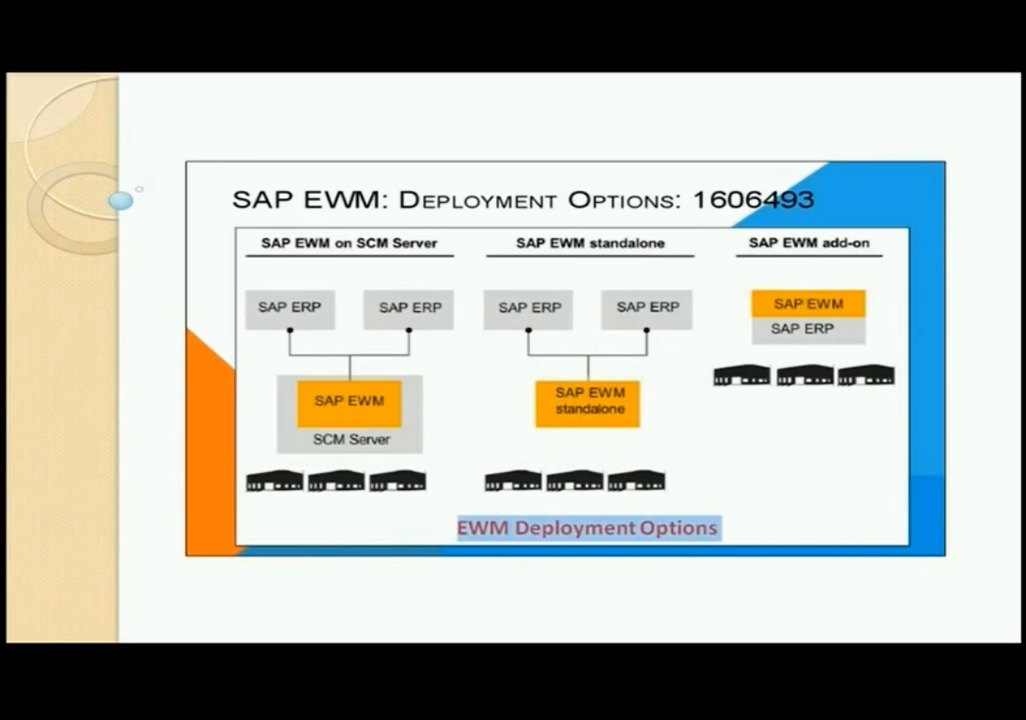 SAP EWM: DEPLOYMENT OPTIONS: 1606493
SAP EWM on SCM Server
SAP ERP
SAP ERP
SAP EWM
SCM Server
SAP EWM standalone
SAP ERP
SAP ERP
SAP EWM
standalone
SAP EWM add-on
SAP EWM
SAP ERP
EWM Deployment Options